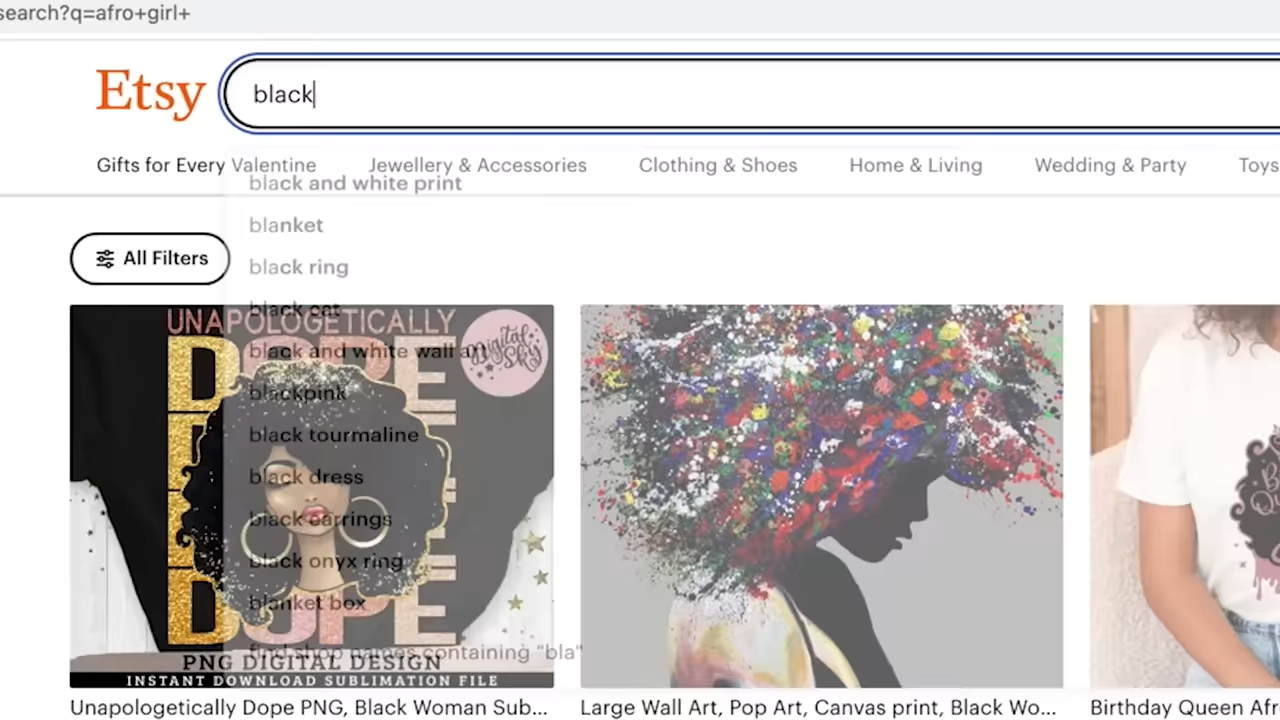 search?q=afro+girl+
Etsy
black
Gifts for Every Valentine Jewellery & Accessories Clothing & Shoes Home & Living Wedding & Party Toys
black and white print
blanket
black ring
All Filters
black cat
black and white wall art
blackpink
black tourmaline
black dress
black earrings
black onyx ring
blanket box
find shop names containing "bla"
UNAPOLOGETICALLY
Digital Sky
DOPE
DOPE
PNG DIGITAL DESIGN
INSTANT DOWNLOAD SUBLIMATION FILE
Unapologetically Dope PNG, Black Woman Sub...
Large Wall Art, Pop Art, Canvas print, Black Wo...
Birthday Queen Afr